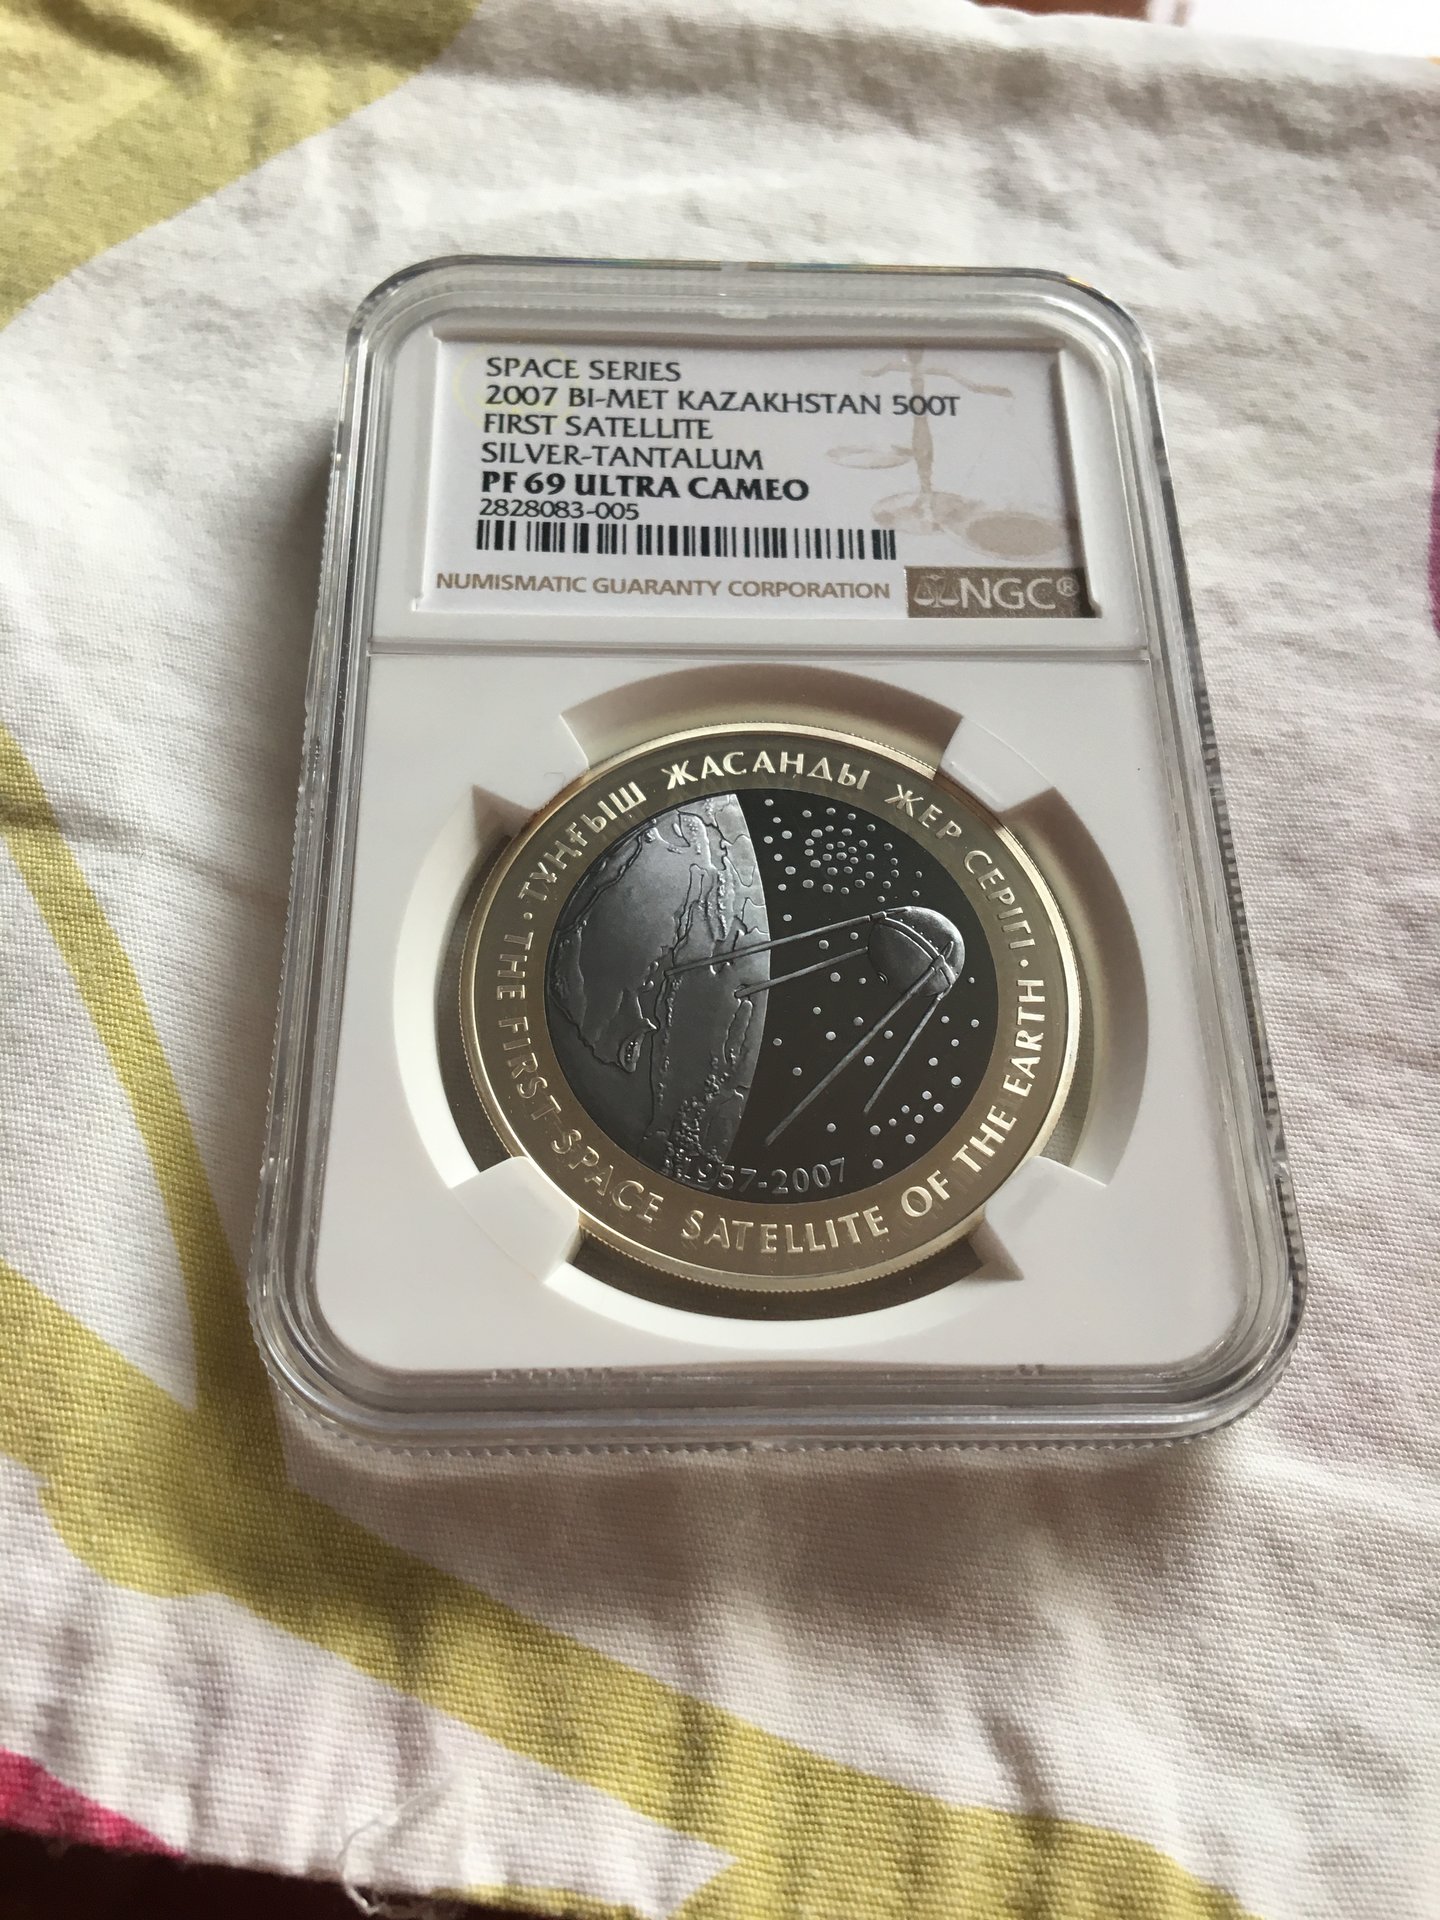 SPACE SERIES
2007 BI-MET KAZAKHSTAN 500T
FIRST SATELLITE
SILVER-TANTALUM
PF 69 ULTRA CAMEO
2828083-005
NUMISMATIC GUARANTY CORPORATION
NGC®
· ТҰҢҒЫШ ЖАСАНДЫ ЖЕР СЕРІГІ ·
THE FIRST SPACE SATELLITE OF THE EARTH
1957-2007